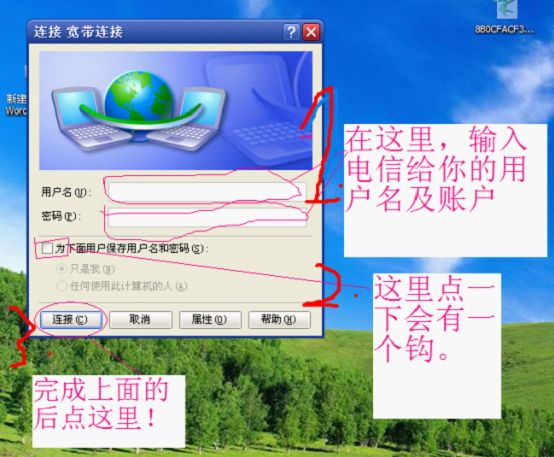 8B0CFACF3...
连接 宽带连接
新建
Word
1.
在这里，输入
电信给你的用
户名及账户
用户名(U)：
密码(P)：
为下面用户保存用户名和密码(S)：
只是我(N)
任何使用此计算机的人(A)
2.
这里点一
下会有一
个钩。
连接(C)
取消
属性(O)
帮助(H)
3.
完成上面的
后点这里！